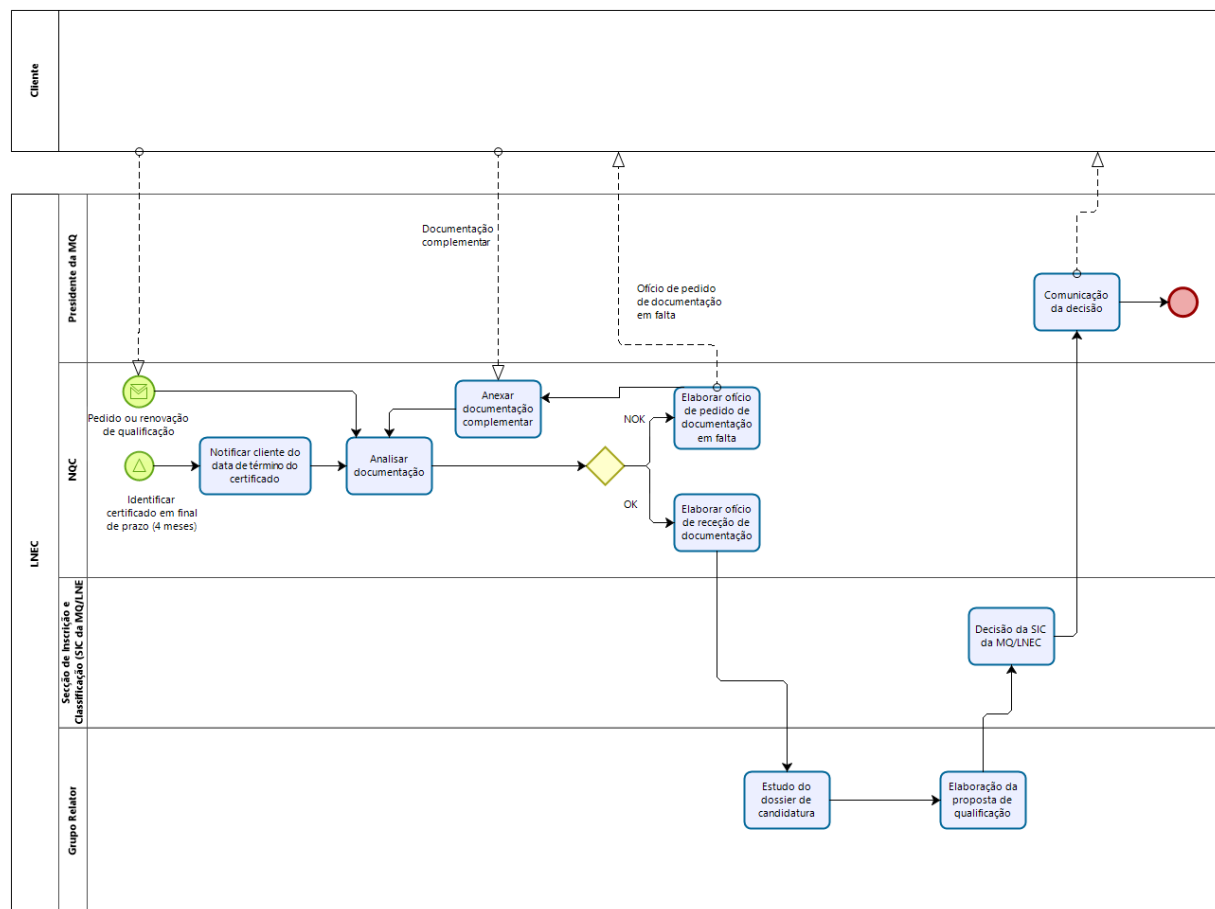 Cliente
LNEC
Presidente da MQ
Documentação
complementar
Ofício de pedido
de documentação
em falta
Comunicação
da decisão
NQC
Pedido ou renovação
de qualificação
Identificar
certificado em final
de prazo (4 meses)
Notificar cliente do
data de término do
certificado
Analisar
documentação
Anexar
documentação
complementar
NOK
OK
Elaborar ofício
de pedido de
documentação
em falta
Elaborar ofício
de receção de
documentação
Secção de Inscrição e
Classificação (SIC da MQ/LNE
Decisão da SIC
da MQ/LNEC
Grupo Relator
Estudo do
dossier de
candidatura
Elaboração da
proposta de
qualificação